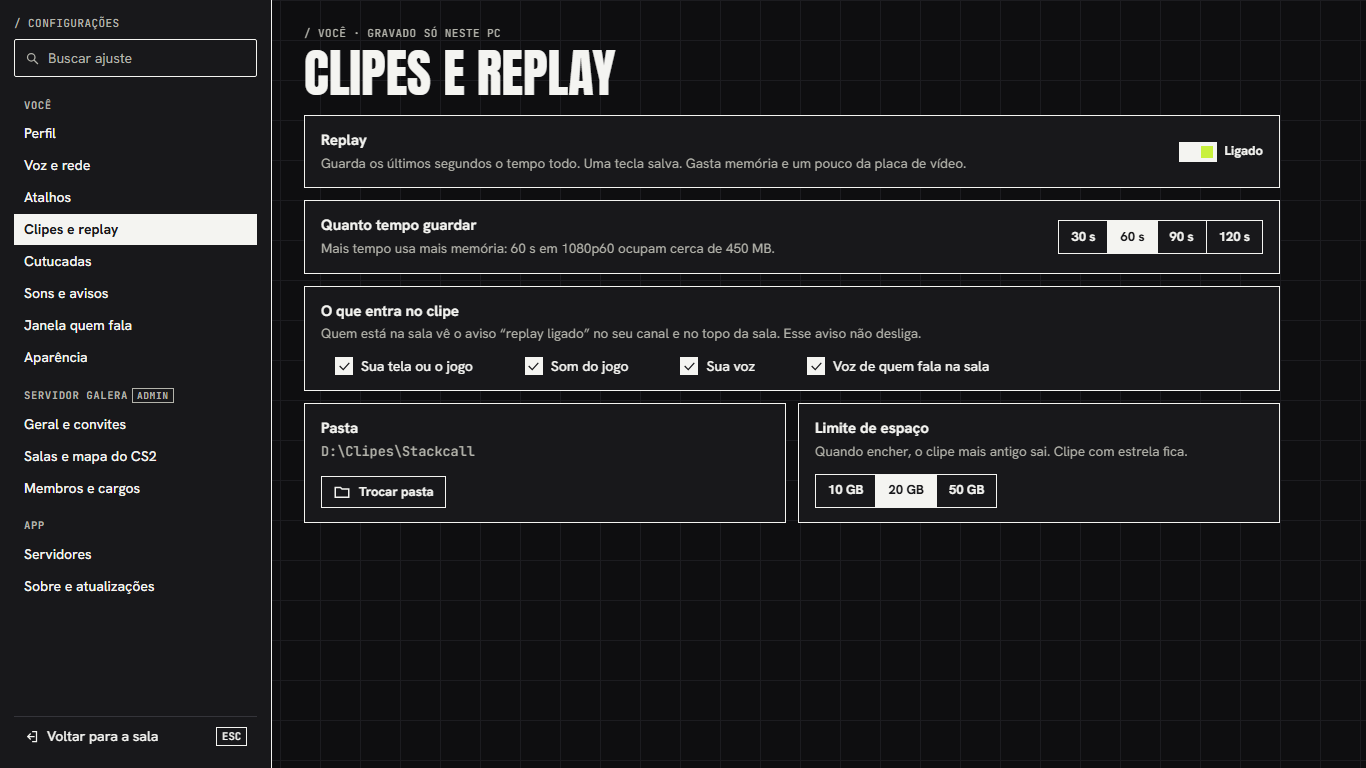 / CONFIGURAÇÕES
Buscar ajuste
VOCÊ
Perfil
Voz e rede
Atalhos
Clipes e replay
Cutucadas
Sons e avisos
Janela quem fala
Aparência
SERVIDOR GALERA ADMIN
Geral e convites
Salas e mapa do CS2
Membros e cargos
APP
Servidores
Sobre e atualizações
Voltar para a sala ESC
/ VOCÊ · GRAVADO SÓ NESTE PC
CLIPES E REPLAY
Replay
Guarda os últimos segundos o tempo todo. Uma tecla salva. Gasta memória e um pouco da placa de vídeo.
Ligado
Quanto tempo guardar
Mais tempo usa mais memória: 60 s em 1080p60 ocupam cerca de 450 MB.
30 s 60 s 90 s 120 s
O que entra no clipe
Quem está na sala vê o aviso “replay ligado” no seu canal e no topo da sala. Esse aviso não desliga.
Sua tela ou o jogo Som do jogo Sua voz Voz de quem fala na sala
Pasta
D:\Clipes\Stackcall
Trocar pasta
Limite de espaço
Quando encher, o clipe mais antigo sai. Clipe com estrela fica.
10 GB 20 GB 50 GB